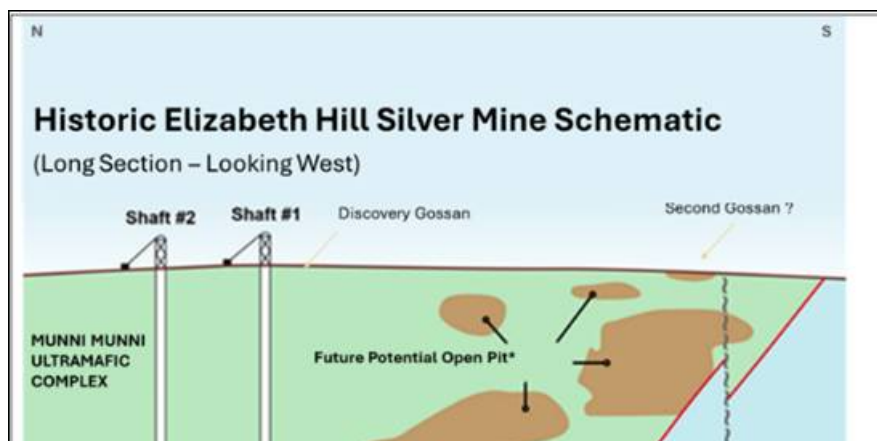 N
S
Historic Elizabeth Hill Silver Mine Schematic
(Long Section – Looking West)
Shaft #2
Shaft #1
Discovery Gossan
Second Gossan ?
MUNNI MUNNI
ULTRAMAFIC
COMPLEX
Future Potential Open Pit*